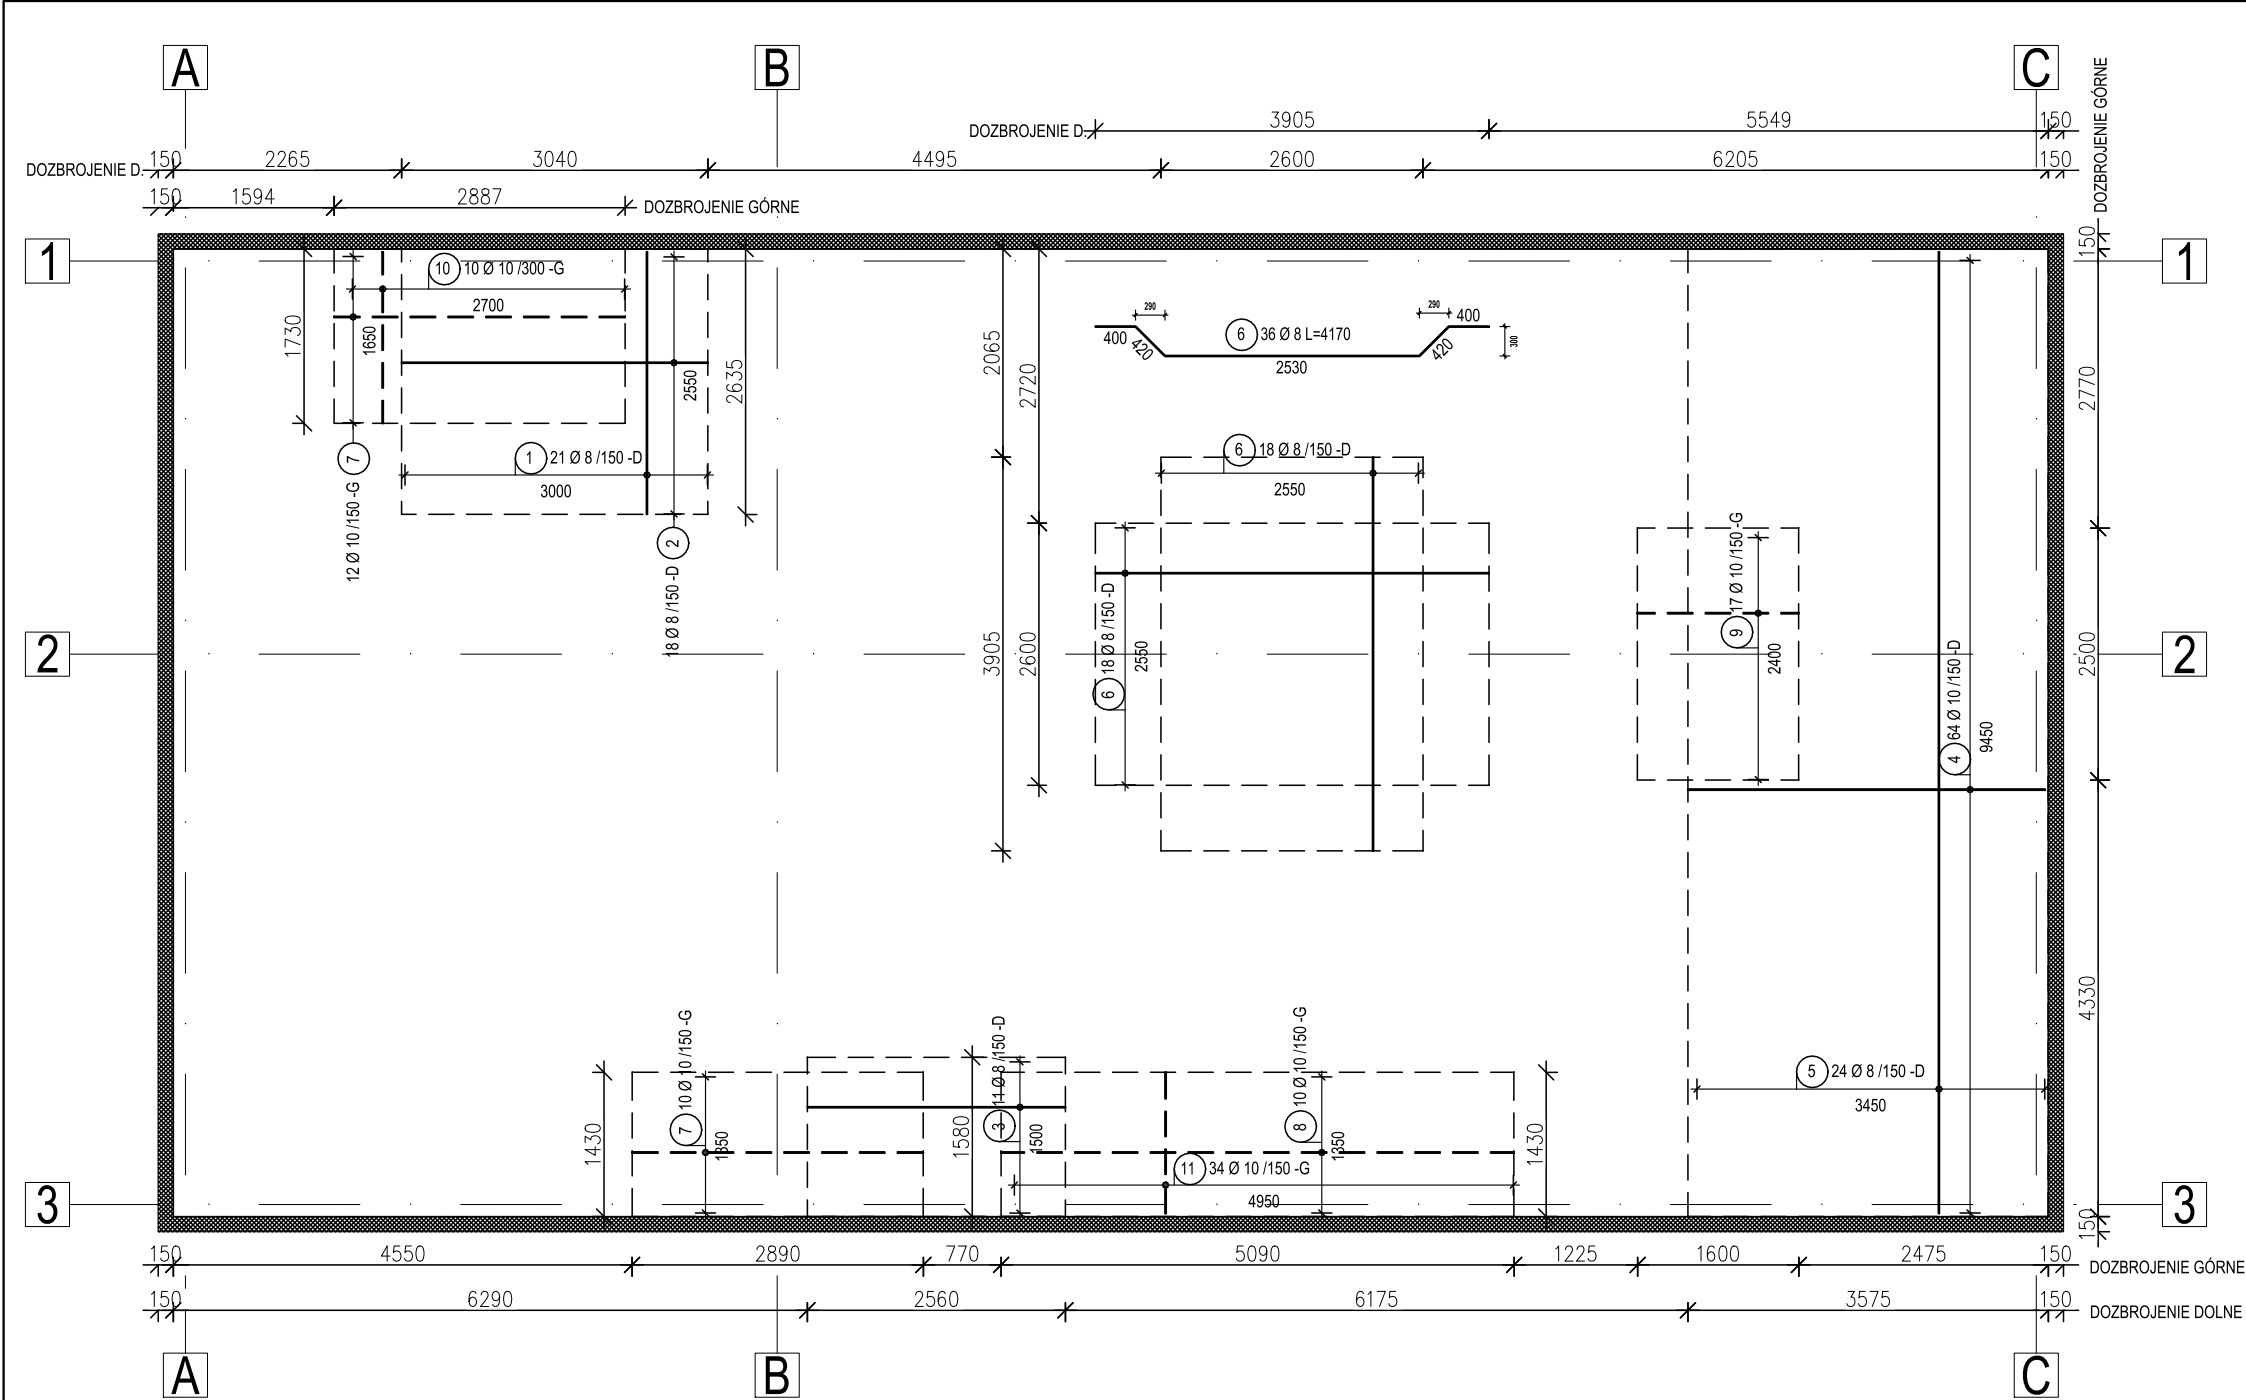 A
B
C
DOZBROJENIE D.
3905
5549
150
DOZBROJENIE D.
150
2265
3040
4495
2600
6205
150
150
1594
2887
DOZBROJENIE GÓRNE
DOZBROJENIE GÓRNE
1
1
150
10 10 Ø 10 /300 -G
2700
1650
1730
2550
2635
2065
2720
290
290
400
420
6 36 Ø 8 L=4170
400
420
300
2530
2770
7 12 Ø 10 /150 -G
1 21 Ø 8 /150 -D
3000
2 18 Ø 8 /150 -D
6 18 Ø 8 /150 -D
2550
6 18 Ø 8 /150 -D
2550
3905
2600
9 17 Ø 10 /150 -G
2400
4 64 Ø 10 /150 -D
9450
2500
2
2
4330
7 10 Ø 10 /150 -G
1350
1430
1580
3 11 Ø 8 /150 -D
1500
8 10 Ø 10 /150 -G
1350
1430
11 34 Ø 10 /150 -G
4950
5 24 Ø 8 /150 -D
3450
3
3
150
150
4550
2890
770
5090
1225
1600
2475
150
DOZBROJENIE GÓRNE
150
6290
2560
6175
3575
150
DOZBROJENIE DOLNE
A
B
C